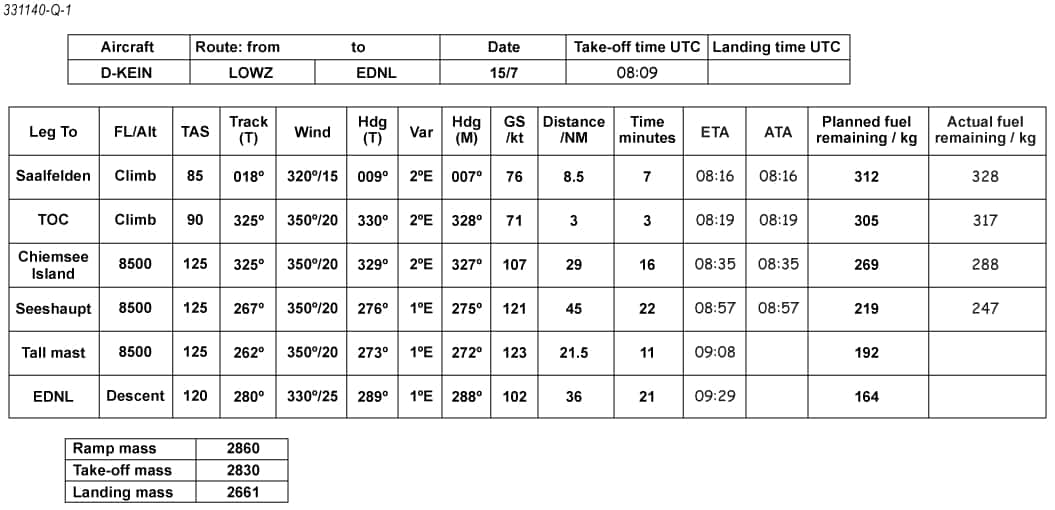 331140-Q-1
Aircraft Route: from to Date Take-off time UTC Landing time UTC
D-KEIN LOWZ EDNL 15/7 08:09
Leg To FL/Alt TAS Track (T) Wind Hdg (T) Var Hdg (M) GS /kt Distance /NM Time minutes ETA ATA Planned fuel remaining / kg Actual fuel remaining / kg
Saalfelden Climb 85 018º 320º/15 009º 2ºE 007º 76 8.5 7 08:16 08:16 312 328
TOC Climb 90 325º 350º/20 330º 2ºE 328º 71 3 3 08:19 08:19 305 317
Chiemsee Island 8500 125 325º 350º/20 329º 2ºE 327º 107 29 16 08:35 08:35 269 288
Seeshaupt 8500 125 267º 350º/20 276º 1ºE 275º 121 45 22 08:57 08:57 219 247
Tall mast 8500 125 262º 350º/20 273º 1ºE 272º 123 21.5 11 09:08 192
EDNL Descent 120 280º 330º/25 289º 1ºE 288º 102 36 21 09:29 164
Ramp mass 2860
Take-off mass 2830
Landing mass 2661